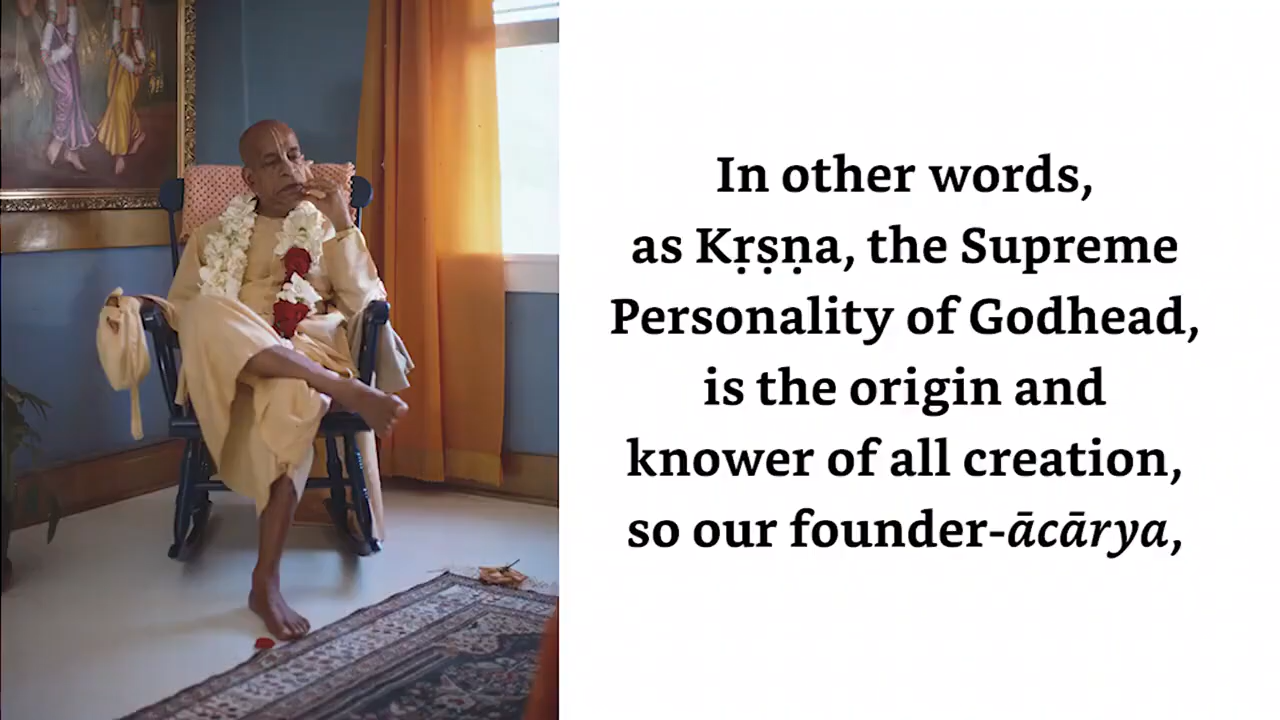 In other words,
as Kṛṣṇa, the Supreme
Personality of Godhead,
is the origin and
knower of all creation,
so our founder-ācārya,